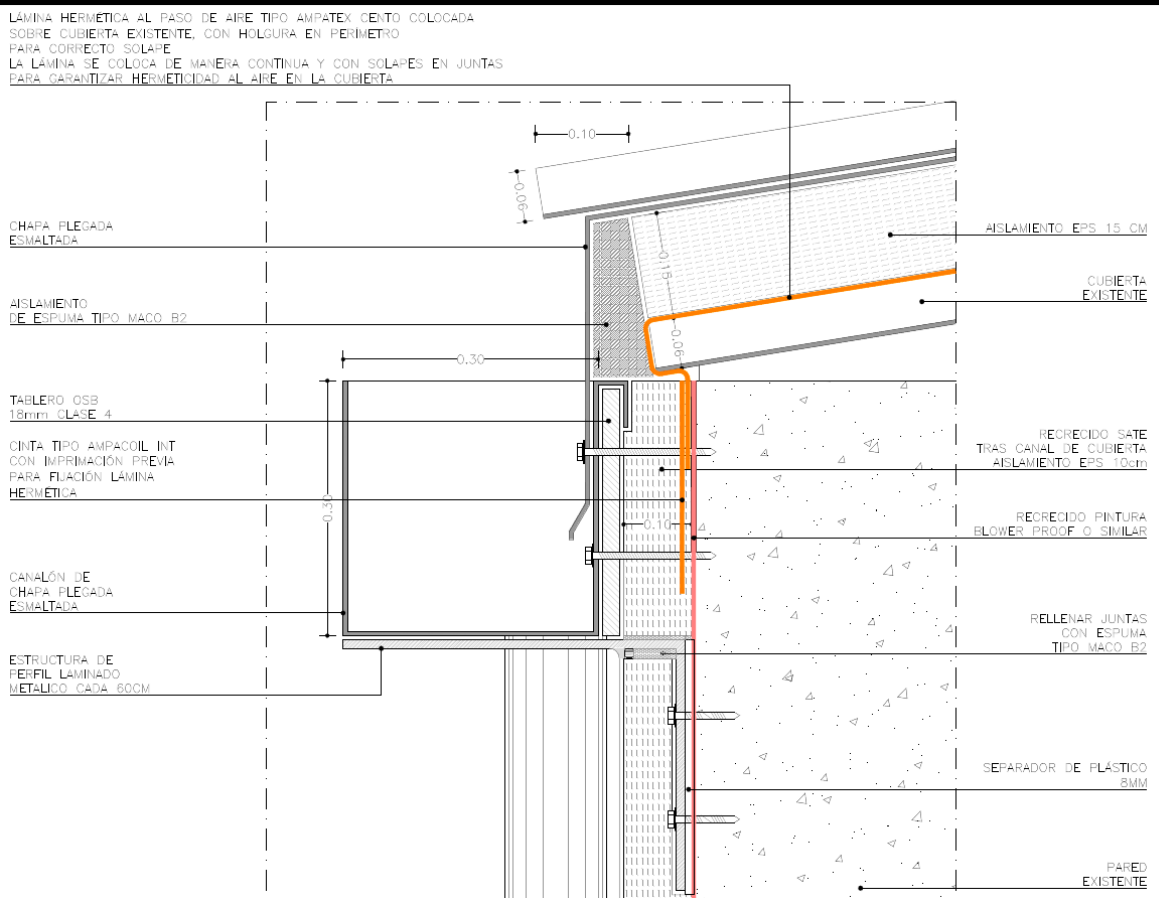 LÁMINA HERMÉTICA AL PASO DE AIRE TIPO AMPATEX CENTO COLOCADA
SOBRE CUBIERTA EXISTENTE, CON HOLGURA EN PERÍMETRO
PARA CORRECTO SOLAPE
LA LÁMINA SE COLOCA DE MANERA CONTINUA Y CON SOLAPES EN JUNTAS
PARA GARANTIZAR HERMETICIDAD AL AIRE EN LA CUBIERTA
0.10
0.06
CHAPA PLEGADA
ESMALTADA
AISLAMIENTO EPS 15 CM
0.15
CUBIERTA
EXISTENTE
AISLAMIENTO
DE ESPUMA TIPO MACO B2
0.06
0.30
TABLERO OSB
18mm CLASE 4
CINTA TIPO AMPACOIL INT
CON IMPRIMACIÓN PREVIA
PARA FIJACIÓN LÁMINA
HERMÉTICA
RECRECIDO SATE
TRAS CANAL DE CUBIERTA
AISLAMIENTO EPS 10cm
0.30
0.10
RECRECIDO PINTURA
BLOWER PROOF O SIMILAR
CANALÓN DE
CHAPA PLEGADA
ESMALTADA
RELLENAR JUNTAS
CON ESPUMA
TIPO MACO B2
ESTRUCTURA DE
PERFIL LAMINADO
METALICO CADA 60CM
SEPARADOR DE PLÁSTICO
8MM
PARED
EXISTENTE